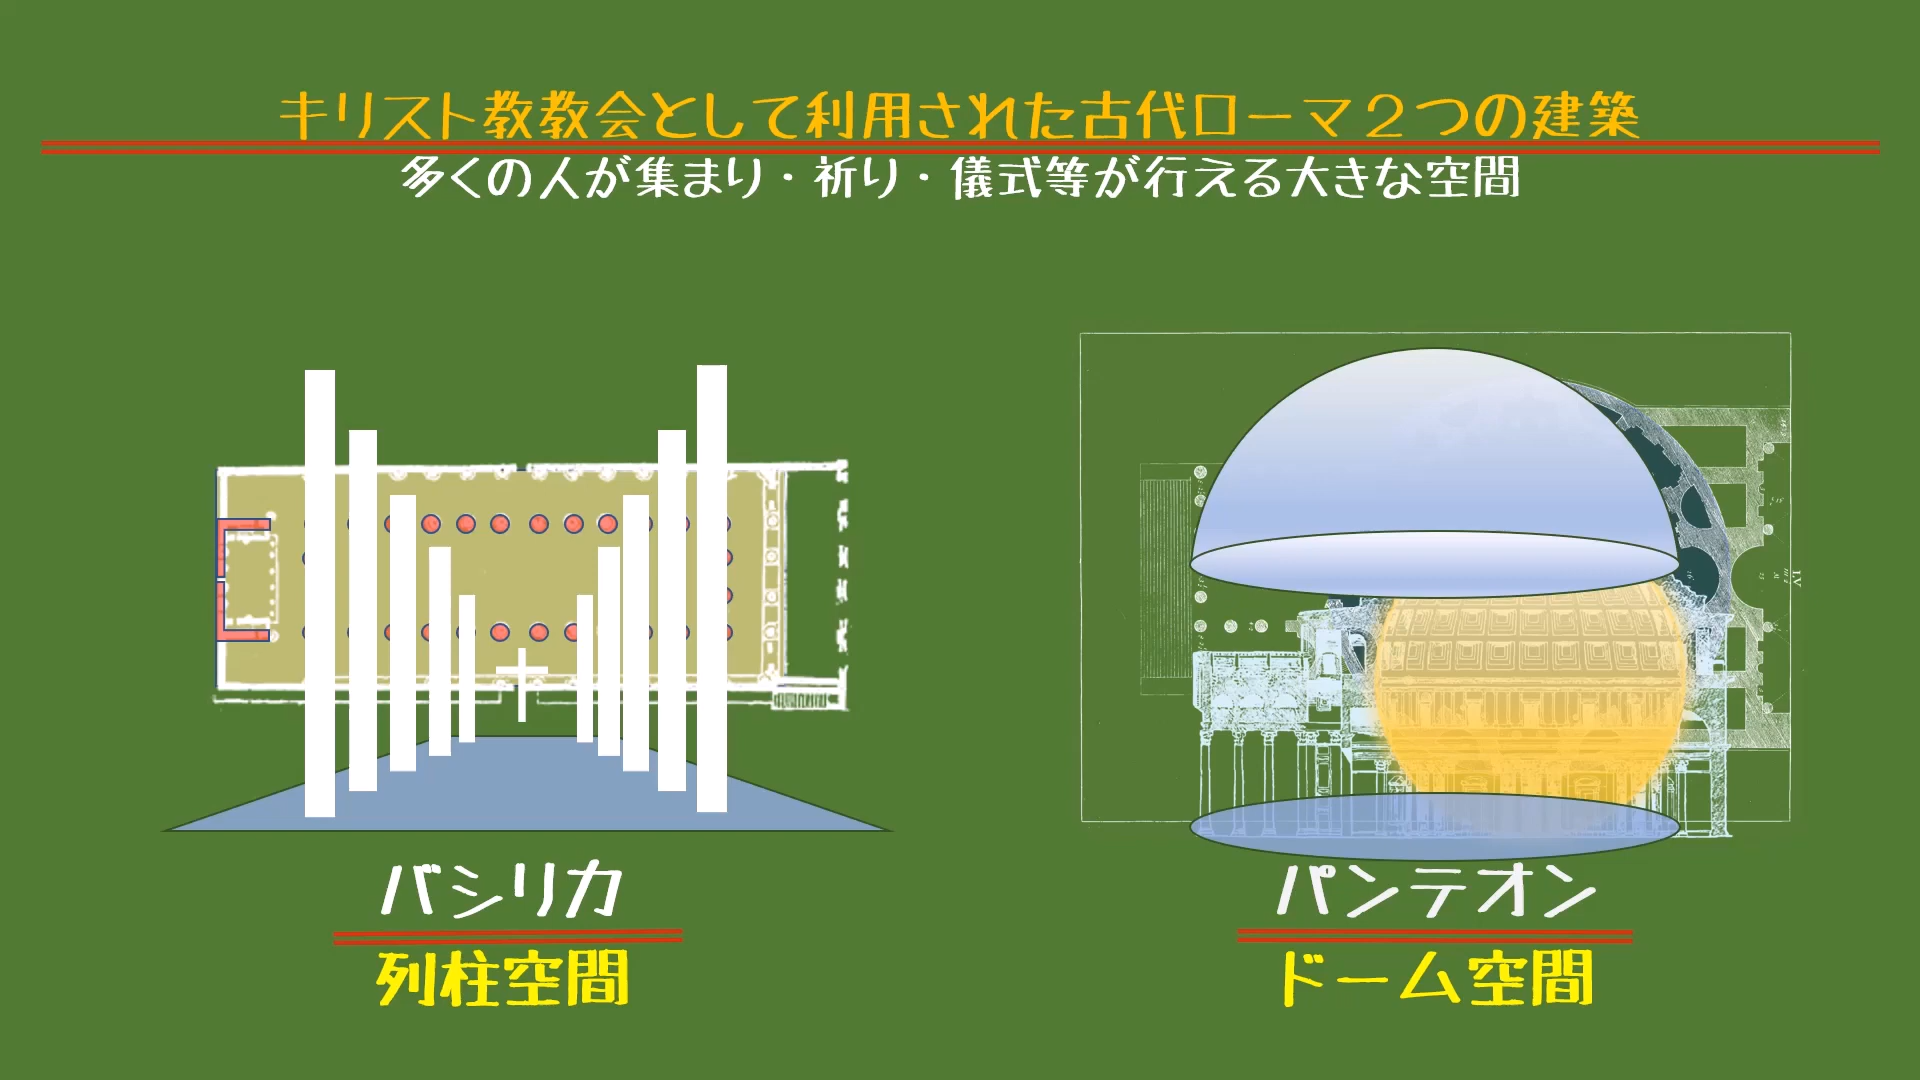 キリスト教教会として利用された古代ローマ２つの建築
多くの人が集まり・祈り・儀式等が行える大きな空間
バシリカ
列柱空間
パンテオン
ドーム空間